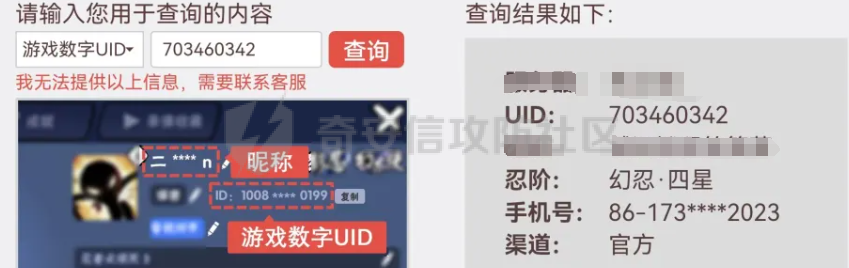 请输入您用于查询的内容
游戏数字UID 703460342 查询
我无法提供以上信息，需要联系客服
二 **** n 昵称
ID: 1008 **** 0199 复制
游戏数字UID
查询结果如下：
UID: 703460342
忍阶： 幻忍·四星
手机号： 86-173****2023
渠道： 官方
奇安信攻防社区